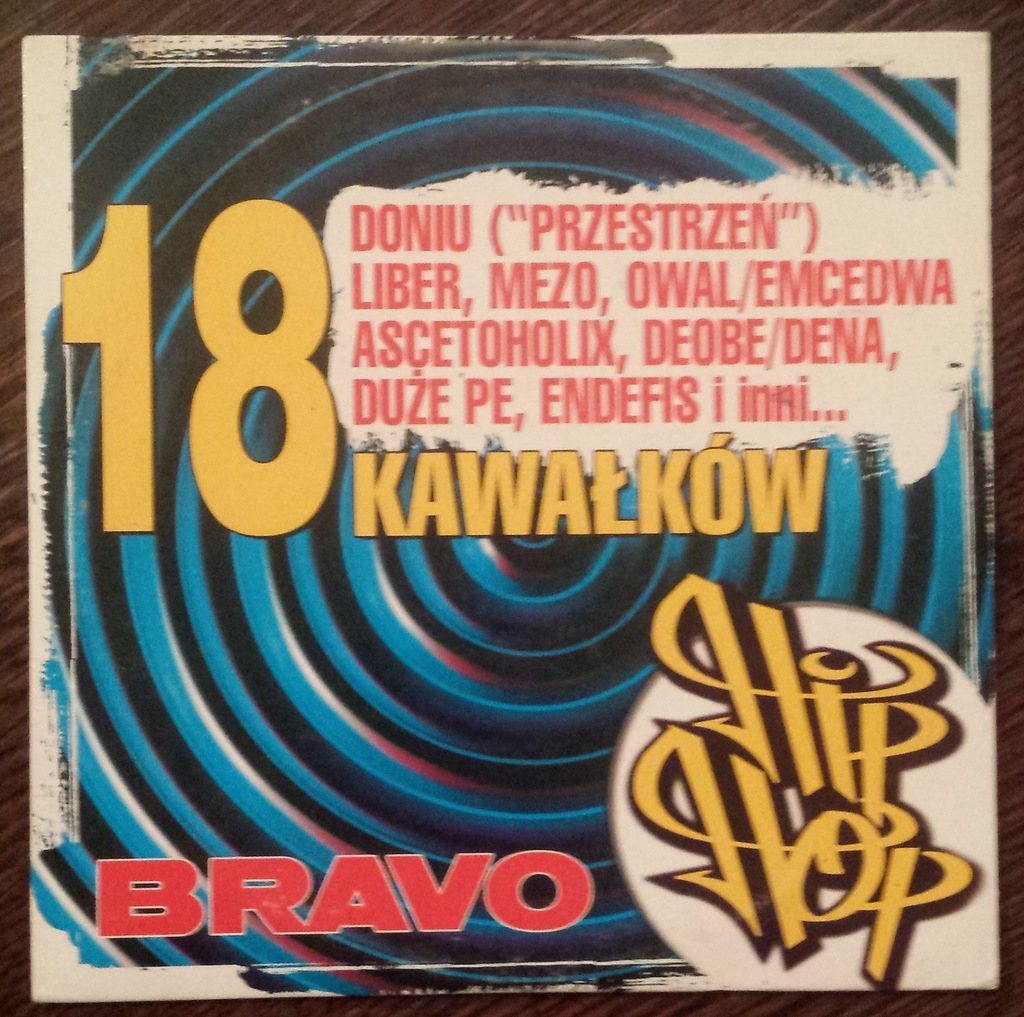 18
DONIU ("PRZESTRZEŃ")
LIBER, MEZO, OWAL/EMCEDWA
ASCETOHOLIX, DEOBE/DENA,
DUŻE PE, ENDEFIS i inni...
KAWAŁKÓW
Hip
Hop
BRAVO